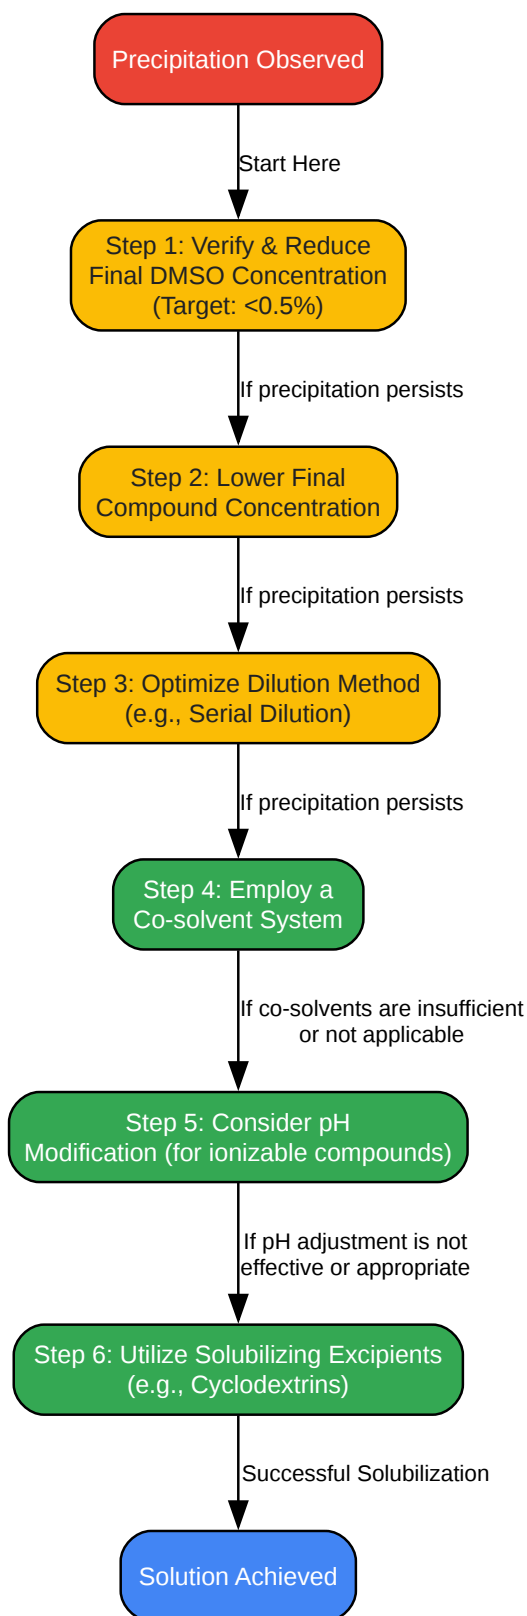 Precipitation Observed
Start Here
Step 1: Verify & Reduce
Final DMSO Concentration
(Target: <0.5%)
If precipitation persists
Step 2: Lower Final
Compound Concentration
If precipitation persists
Step 3: Optimize Dilution Method
(e.g., Serial Dilution)
If precipitation persists
Step 4: Employ a
Co-solvent System
If co-solvents are insufficient
or not applicable
Step 5: Consider pH
Modification (for ionizable compounds)
If pH adjustment is not
effective or appropriate
Step 6: Utilize Solubilizing Excipients
(e.g., Cyclodextrins)
Successful Solubilization
Solution Achieved